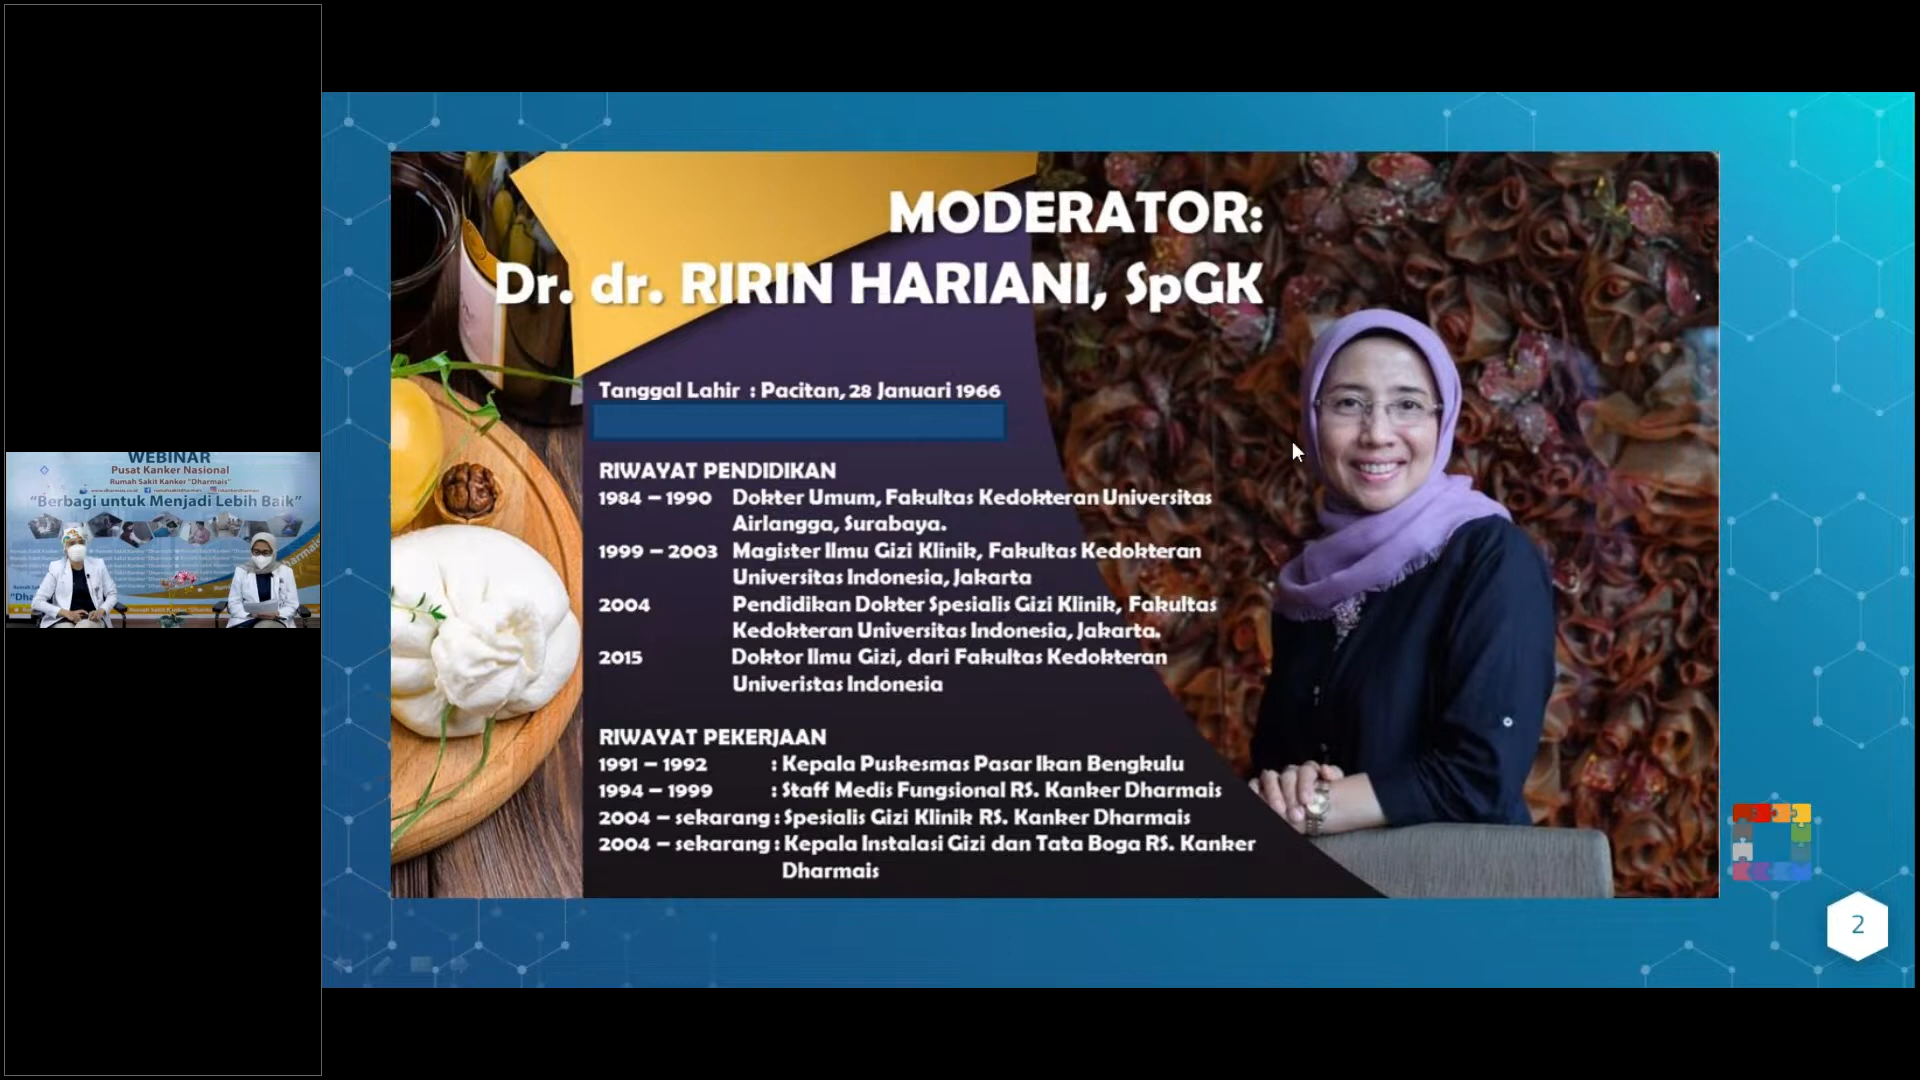 WEBINAR
Pusat Kanker Nasional
Rumah Sakit Kanker "Dharmais"
"Berbagi untuk Menjadi Lebih Baik"
MODERATOR:
Dr. dr. RIRIN HARIANI, SpGK
Tanggal Lahir : Pacitan, 28 Januari 1966
RIWAYAT PENDIDIKAN
1984 – 1990 Dokter Umum, Fakultas Kedokteran Universitas
Airlangga, Surabaya.
1999 – 2003 Magister Ilmu Gizi Klinik, Fakultas Kedokteran
Universitas Indonesia, Jakarta
2004 Pendidikan Dokter Spesialis Gizi Klinik, Fakultas
Kedokteran Universitas Indonesia, Jakarta.
2015 Doktor Ilmu Gizi, dari Fakultas Kedokteran
Univeristas Indonesia
RIWAYAT PEKERJAAN
1991 – 1992 : Kepala Puskesmas Pasar Ikan Bengkulu
1994 – 1999 : Staff Medis Fungsional RS. Kanker Dharmais
2004 – sekarang : Spesialis Gizi Klinik RS. Kanker Dharmais
2004 – sekarang : Kepala Instalasi Gizi dan Tata Boga RS. Kanker
Dharmais
2